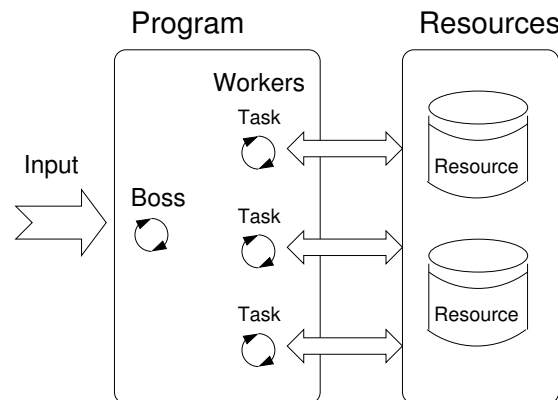 Program
Resources
Workers
Task
Input
Resource
Boss
Task
Task
Resource